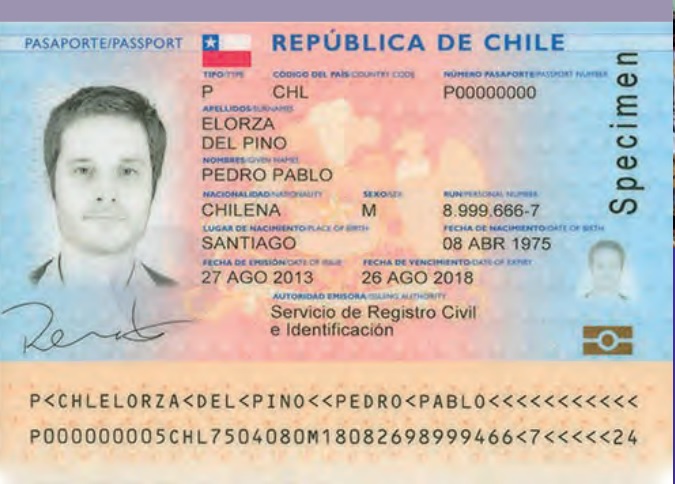 PASAPORTE/PASSPORT
REPÚBLICA DE CHILE
TIPO/TYPE CÓDIGO DEL PAÍS/COUNTRY CODE NÚMERO PASAPORTE/PASSPORT NUMBER
P CHL P00000000
APELLIDOS/SURNAMES
ELORZA
DEL PINO
NOMBRES/GIVEN NAMES
PEDRO PABLO
NACIONALIDAD/NATIONALITY SEXO/SEX RUN/PERSONAL NUMBER
CHILENA M 8.999.666-7
LUGAR DE NACIMIENTO/PLACE OF BIRTH FECHA DE NACIMIENTO/DATE OF BIRTH
SANTIAGO 08 ABR 1975
FECHA DE EMISIÓN/DATE OF ISSUE FECHA DE VENCIMIENTO/DATE OF EXPIRY
27 AGO 2013 26 AGO 2018
AUTORIDAD EMISORA/ISSUING AUTHORITY
Servicio de Registro Civil
e Identificación
Specimen
P<CHLELORZA<DEL<PINO<<PEDRO<PABLO<<<<<<<<<<<
P000000005CHL7504080M18082698999466<7<<<<<24